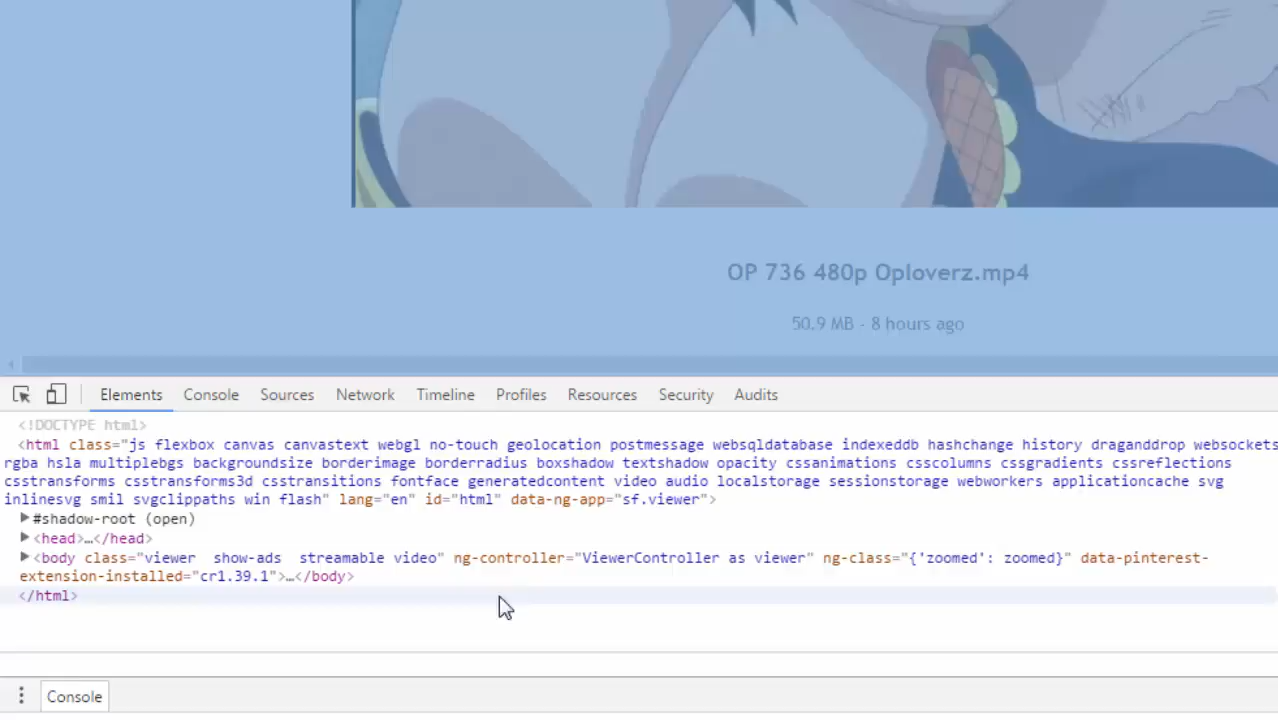 OP 736 480p Oploverz.mp4
50.9 MB - 8 hours ago
Elements Console Sources Network Timeline Profiles Resources Security Audits
<!DOCTYPE html>
<html class="js flexbox canvas canvastext webgl no-touch geolocation postmessage websqldatabase indexeddb hashchange history draganddrop websockets
rgba hsla multiplebgs backgroundsize borderimage borderradius boxshadow textshadow opacity cssanimations csscolumns cssgradients cssreflections
csstransforms csstransforms3d csstransitions fontface generatedcontent video audio localstorage sessionstorage webworkers applicationcache svg
inlinesvg smil svgclippaths win flash" lang="en" id="html" data-ng-app="sf.viewer">
#shadow-root (open)
<head>…</head>
<body class="viewer  show-ads  streamable video" ng-controller="ViewerController as viewer" ng-class="{'zoomed': zoomed}" data-pinterest-
extension-installed="cr1.39.1">…</body>
</html>
Console